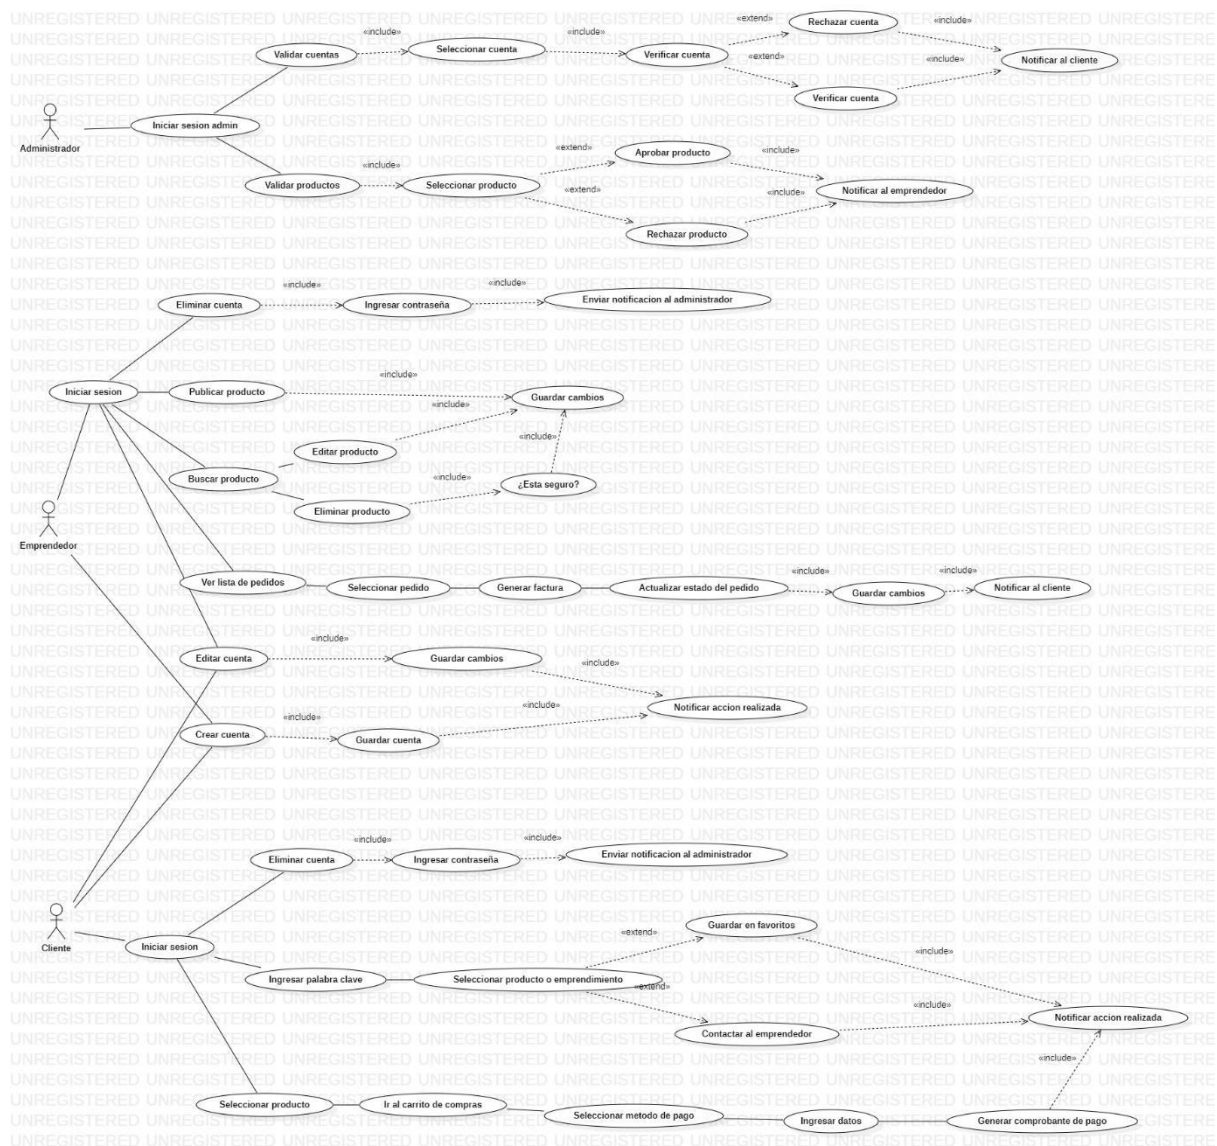 Rechazar cuenta
«extend»
«include»
Validar cuentas
«include»
Seleccionar cuenta
«include»
Verificar cuenta
«extend»
«include»
Notificar al cliente
Verificar cuenta
Administrador
Iniciar sesion admin
«extend»
Aprobar producto
«include»
Validar productos
«include»
Seleccionar producto
«extend»
«include»
Notificar al emprendedor
Rechazar producto
Eliminar cuenta
«include»
Ingresar contraseña
«include»
Enviar notificacion al administrador
Iniciar sesion
Publicar producto
«include»
Guardar cambios
«include»
Editar producto
«include»
Buscar producto
«include»
¿Esta seguro?
Eliminar producto
Emprendedor
Ver lista de pedidos
Seleccionar pedido
Generar factura
Actualizar estado del pedido
«include»
Guardar cambios
«include»
Notificar al cliente
Editar cuenta
«include»
Guardar cambios
«include»
Notificar accion realizada
Crear cuenta
«include»
Guardar cuenta
«include»
Eliminar cuenta
«include»
Ingresar contraseña
«include»
Enviar notificacion al administrador
Cliente
Iniciar sesion
Guardar en favoritos
«extend»
«include»
Ingresar palabra clave
Seleccionar producto o emprendimiento
«extend»
«include»
Contactar al emprendedor
Notificar accion realizada
«include»
Seleccionar producto
Ir al carrito de compras
Seleccionar metodo de pago
Ingresar datos
Generar comprobante de pago
UNREGISTERED